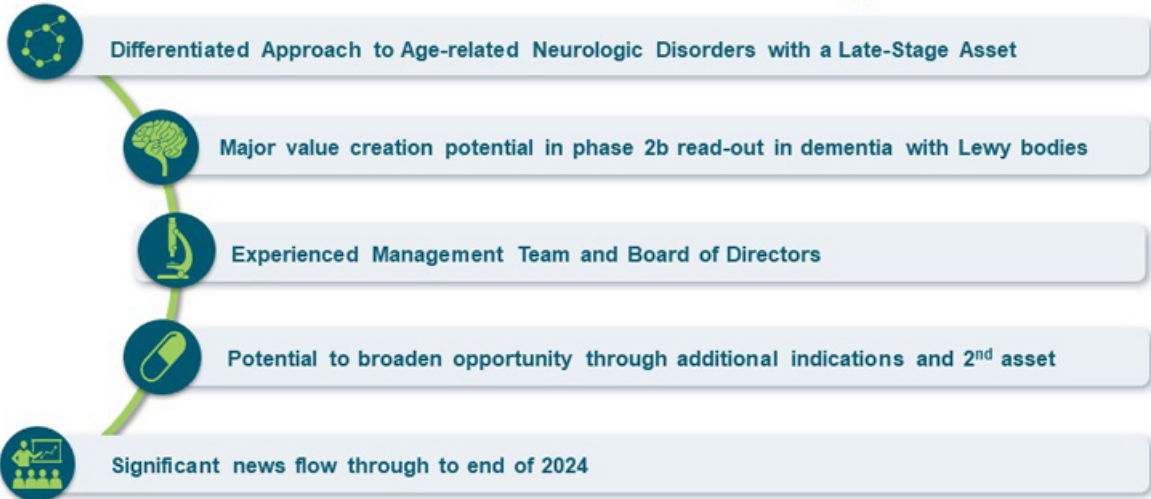 Differentiated Approach to Age-related Neurologic Disorders with a Late-Stage Asset
Major value creation potential in phase 2b read-out in dementia with Lewy bodies
Experienced Management Team and Board of Directors
Potential to broaden opportunity through additional indications and 2nd asset
Significant news flow through to end of 2024